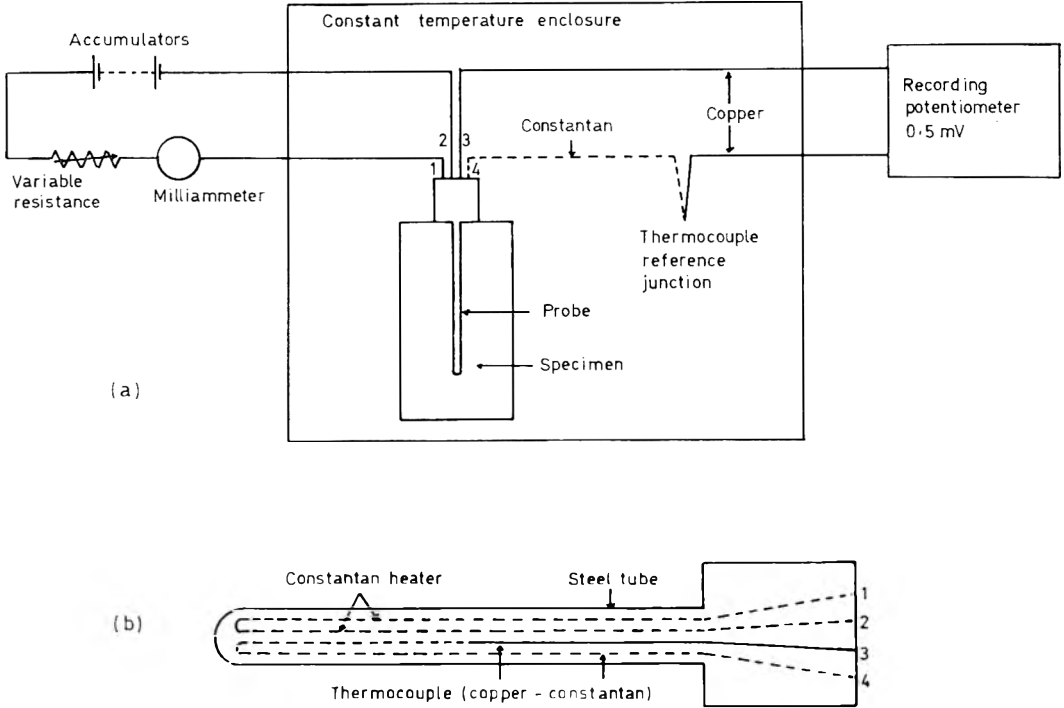 Constant temperature enclosure
Accumulators
Variable
resistance
Milliammeter
1
2
3
4
Constantan
Copper
Recording
potentiometer
0·5 mV
Thermocouple
reference
junction
Probe
Specimen
(a)
Constantan heater
Steel tube
(b)
1
2
3
4
Thermocouple (copper - constantan)